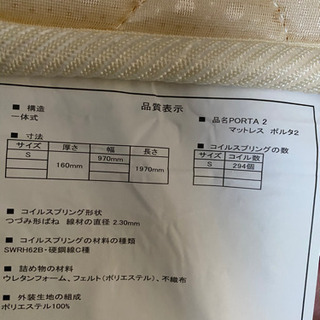 品質表示
■ 構造
一体式
■ 品名PORTA 2
マットレス ポルタ2
■ 寸法
サイズ 厚さ 幅 長さ
S 160mm 970mm 1970mm
■ コイルスプリングの数
サイズ コイル数
S 294個
■ コイルスプリング形状
つづみ形ばね 線材の直径 2.30mm
■ コイルスプリングの材料の種類
SWRH62B・硬鋼線C種
■ 詰め物の材料
ウレタンフォーム、フェルト(ポリエステル)、不織布
■ 外装生地の組成
ポリエステル100%